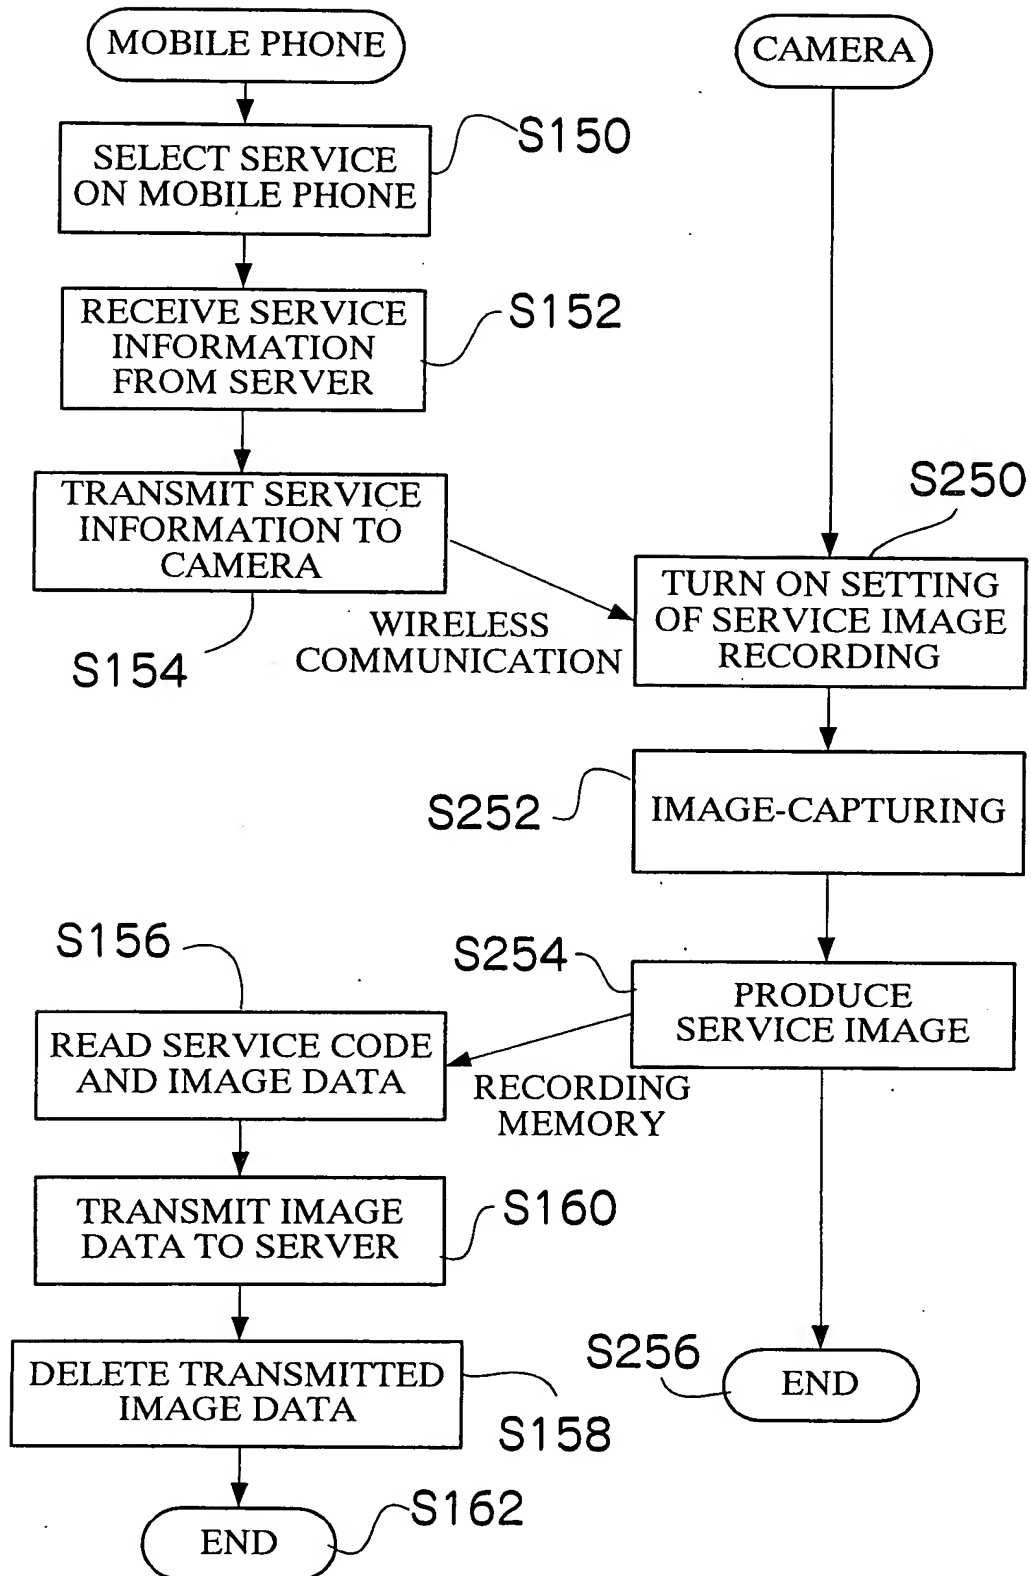 MOBILE PHONE
CAMERA
SELECT SERVICE
ON MOBILE PHONE
S150
RECEIVE SERVICE
INFORMATION
FROM SERVER
S152
TRANSMIT SERVICE
INFORMATION TO
CAMERA
S154
WIRELESS
COMMUNICATION
S250
TURN ON SETTING
OF SERVICE IMAGE
RECORDING
S252
IMAGE-CAPTURING
S254
PRODUCE
SERVICE IMAGE
S156
READ SERVICE CODE
AND IMAGE DATA
RECORDING
MEMORY
TRANSMIT IMAGE
DATA TO SERVER
S160
DELETE TRANSMITTED
IMAGE DATA
S158
S256
END
END
S162